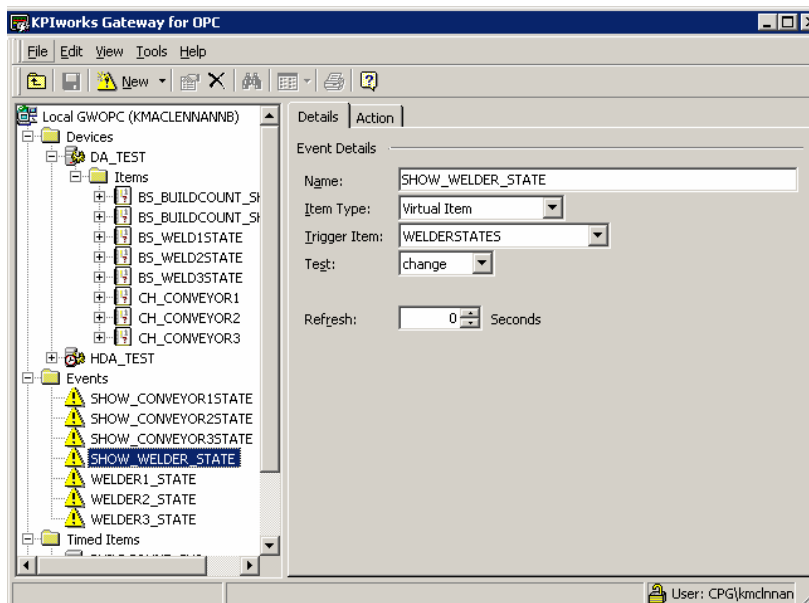 KPIworks Gateway for OPC
File Edit View Tools Help
New
Local GWOPC (KMACLENNANNB)
Devices
DA_TEST
Items
BS_BUILDCOUNT_SH
BS_BUILDCOUNT_SH
BS_WELD1STATE
BS_WELD2STATE
BS_WELD3STATE
CH_CONVEYOR1
CH_CONVEYOR2
CH_CONVEYOR3
HDA_TEST
Events
SHOW_CONVEYOR1STATE
SHOW_CONVEYOR2STATE
SHOW_CONVEYOR3STATE
SHOW_WELDER_STATE
WELDER1_STATE
WELDER2_STATE
WELDER3_STATE
Timed Items
Details Action
Event Details
Name: SHOW_WELDER_STATE
Item Type: Virtual Item
Trigger Item: WELDERSTATES
Test: change
Refresh: 0 Seconds
User: CPG\kmclnnan